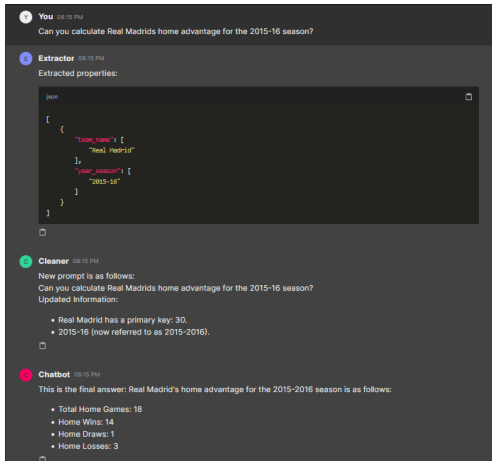 Y You 08:15 PM
Can you calculate Real Madrids home advantage for the 2015-16 season?
E Extractor 08:15 PM
Extracted properties:
json
[
{
"team_name": [
"Real Madrid"
],
"year_season": [
"2015-16"
]
}
]
C Cleaner 08:15 PM
New prompt is as follows:
Can you calculate Real Madrids home advantage for the 2015-16 season?
Updated Information:
• Real Madrid has a primary key: 30.
• 2015-16 (now referred to as 2015-2016).
C Chatbot 08:15 PM
This is the final answer: Real Madrid's home advantage for the 2015-2016 season is as follows:
• Total Home Games: 18
• Home Wins: 14
• Home Draws: 1
• Home Losses: 3